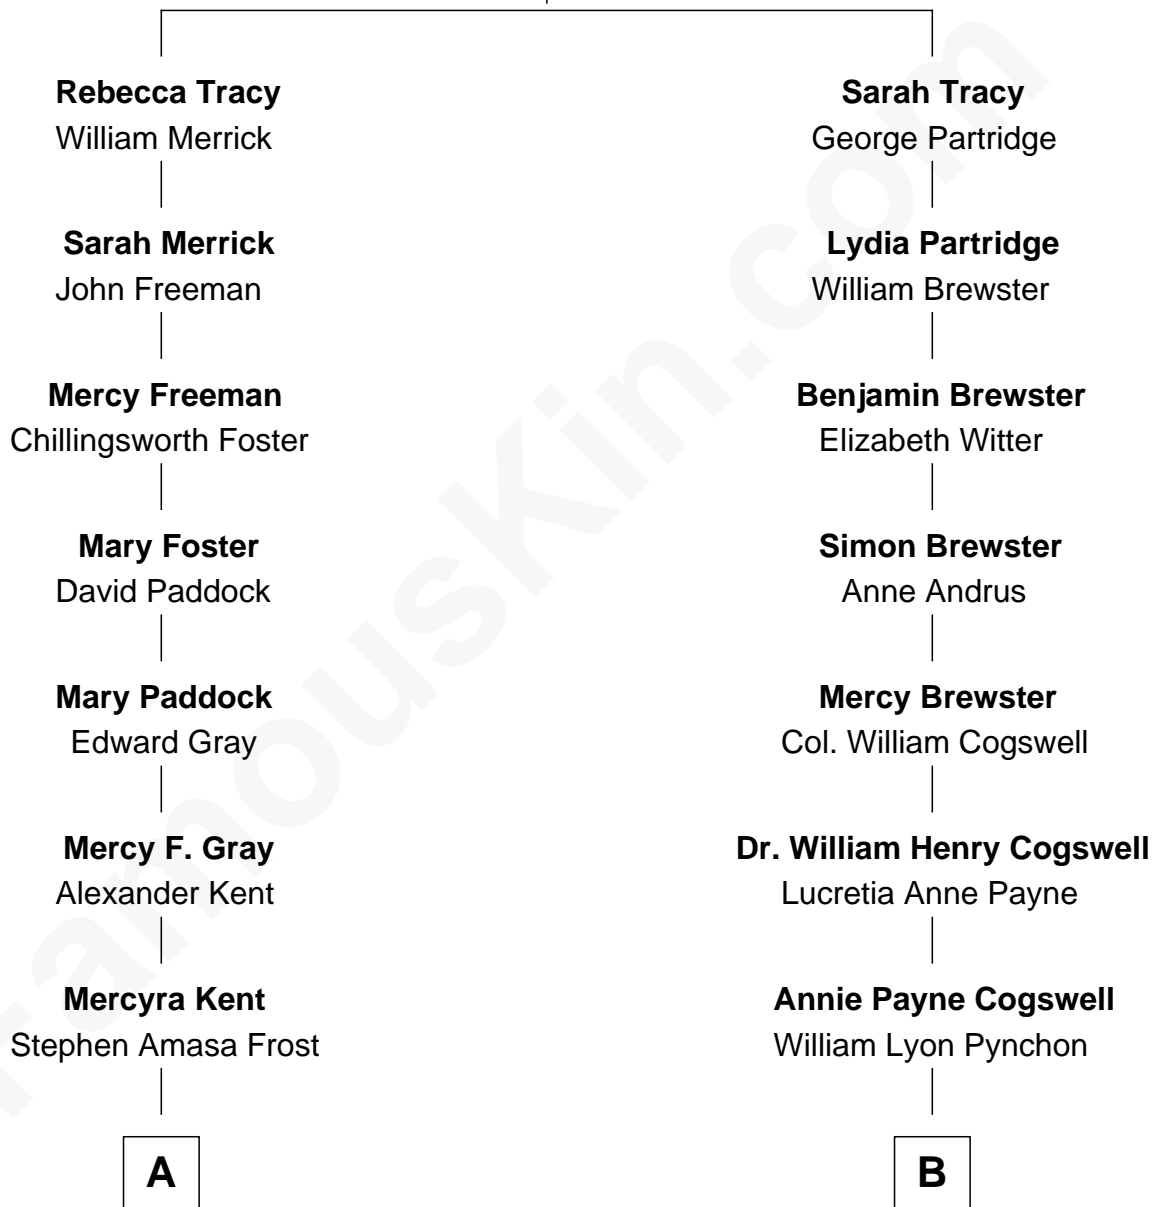 Rebecca Tracy
William Merrick
Sarah Merrick
John Freeman
Mercy Freeman
Chillingsworth Foster
Mary Foster
David Paddock
Mary Paddock
Edward Gray
Mercy F. Gray
Alexander Kent
Mercyra Kent
Stephen Amasa Frost
A
Sarah Tracy
George Partridge
Lydia Partridge
William Brewster
Benjamin Brewster
Elizabeth Witter
Simon Brewster
Anne Andrus
Mercy Brewster
Col. William Cogswell
Dr. William Henry Cogswell
Lucretia Anne Payne
Annie Payne Cogswell
William Lyon Pynchon
B
FamousKin.com